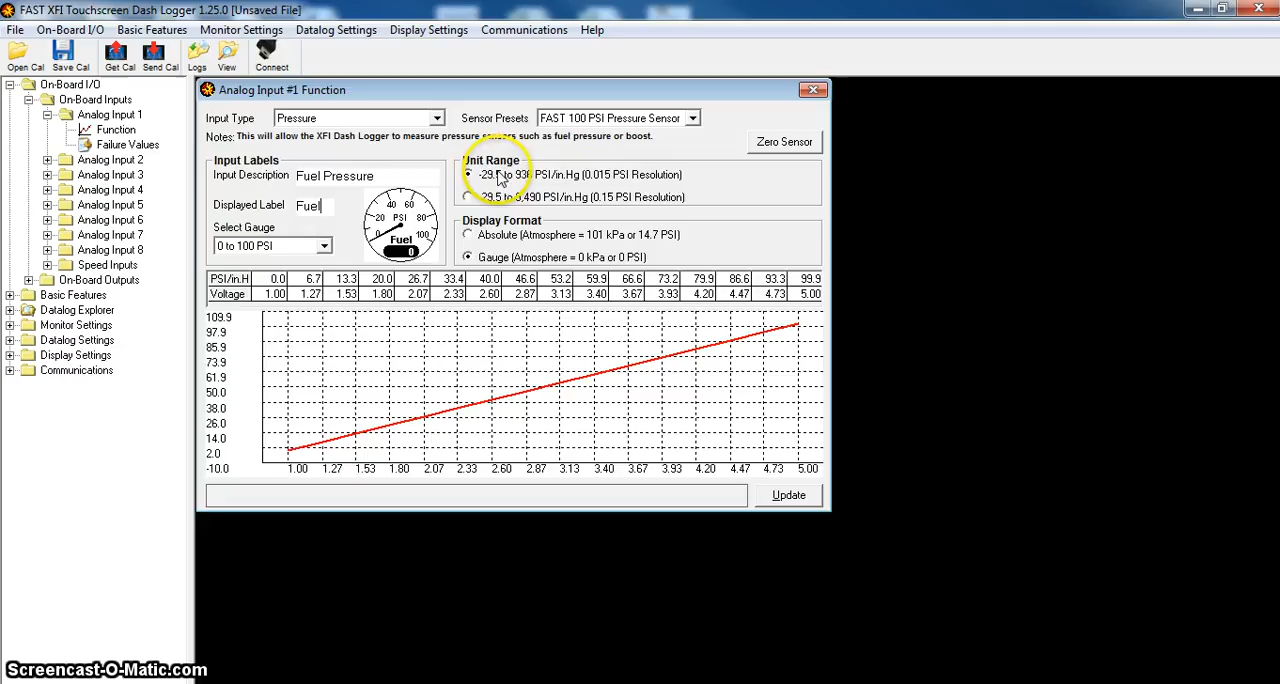 FAST XFI Touchscreen Dash Logger 1.25.0 [Unsaved File]
File On-Board I/O Basic Features Monitor Settings Datalog Settings Display Settings Communications Help
Open Cal Save Cal Get Cal Send Cal Logs View Connect
On-Board I/O
On-Board Inputs
Analog Input 1
Function
Failure Values
Analog Input 2
Analog Input 3
Analog Input 4
Analog Input 5
Analog Input 6
Analog Input 7
Analog Input 8
Speed Inputs
On-Board Outputs
Basic Features
Datalog Explorer
Monitor Settings
Datalog Settings
Display Settings
Communications
Analog Input #1 Function
Input Type Pressure Sensor Presets FAST 100 PSI Pressure Sensor
Notes: This will allow the XFI Dash Logger to measure pressure sensors such as fuel pressure or boost.
Zero Sensor
Input Labels
Input Description Fuel Pressure
Displayed Label Fuel
Select Gauge
0 to 100 PSI
0 20 40 60 80 100
PSI
Fuel
0
Unit Range
-29.5 to 936 PSI/in.Hg (0.015 PSI Resolution)
-29.5 to 9,490 PSI/in.Hg (0.15 PSI Resolution)
Display Format
Absolute (Atmosphere = 101 kPa or 14.7 PSI)
Gauge (Atmosphere = 0 kPa or 0 PSI)
PSI/in.H 0.0 6.7 13.3 20.0 26.7 33.4 40.0 46.6 53.2 59.9 66.6 73.2 79.9 86.6 93.3 99.9
Voltage 1.00 1.27 1.53 1.80 2.07 2.33 2.60 2.87 3.13 3.40 3.67 3.93 4.20 4.47 4.73 5.00
109.9
97.9
85.9
73.9
61.9
50.0
38.0
26.0
14.0
2.0
-10.0
1.00 1.27 1.53 1.80 2.07 2.33 2.60 2.87 3.13 3.40 3.67 3.93 4.20 4.47 4.73 5.00
Update
Screencast-O-Matic.com